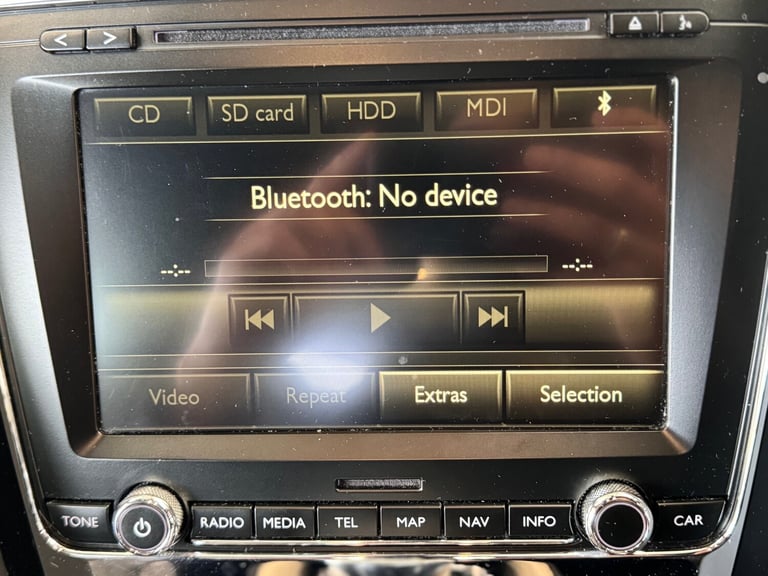 < >
CD SD card HDD MDI
Bluetooth: No device
--:-- --:--
Video Repeat Extras Selection
TONE RADIO MEDIA TEL MAP NAV INFO CAR